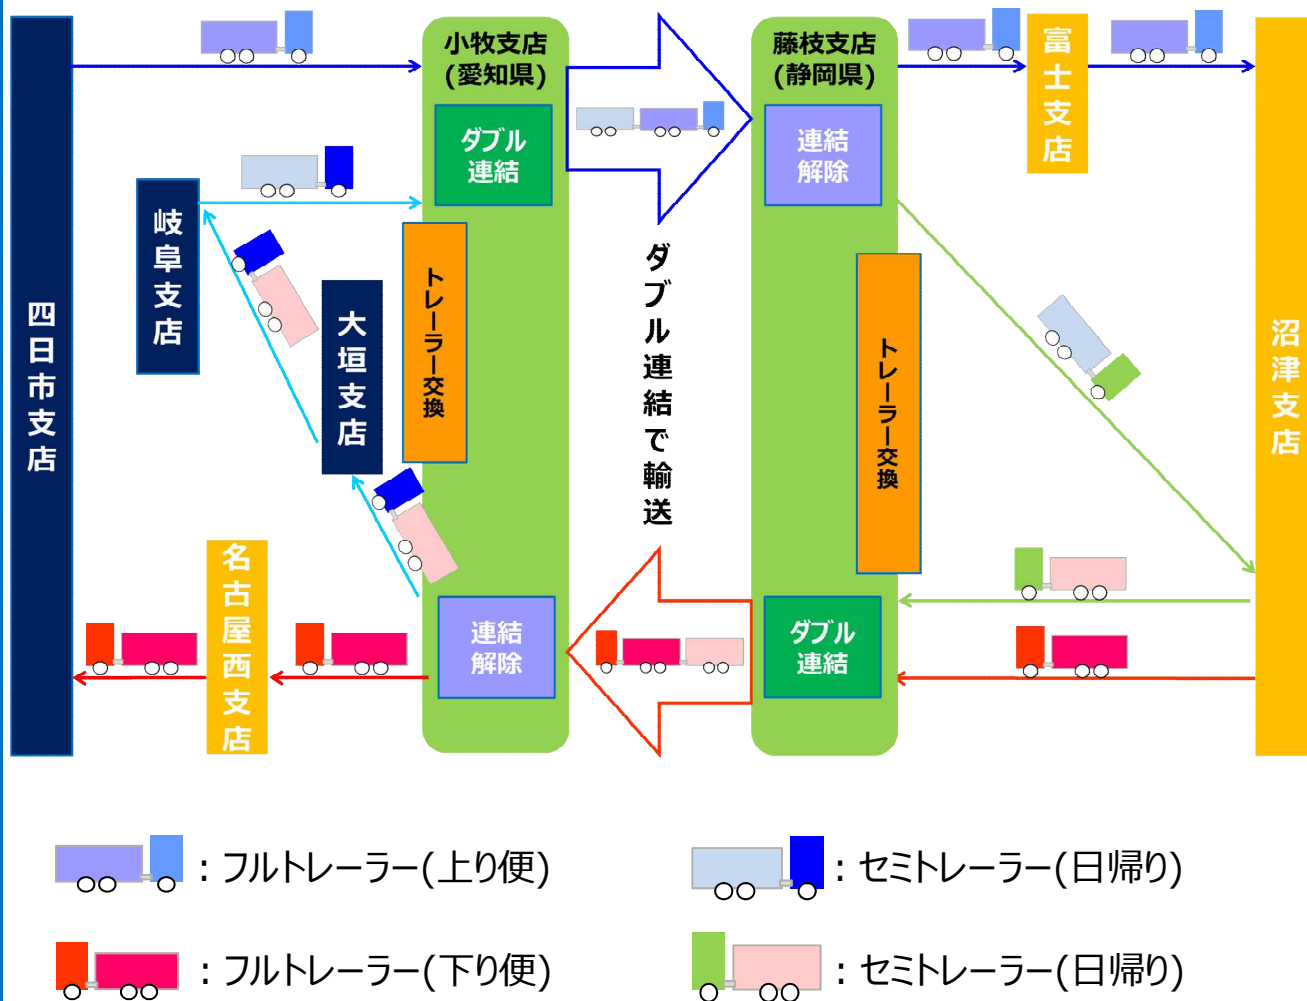 小牧支店
(愛知県)
藤枝支店
(静岡県)
富士支店
ダブル
連結
連結
解除
岐阜支店
大垣支店
四日市支店
トレーラー交換
ダブル連結で輸送
トレーラー交換
沼津支店
名古屋西支店
連結
解除
ダブル
連結
：フルトレーラー(上り便)
：セミトレーラー(日帰り)
：フルトレーラー(下り便)
：セミトレーラー(日帰り)